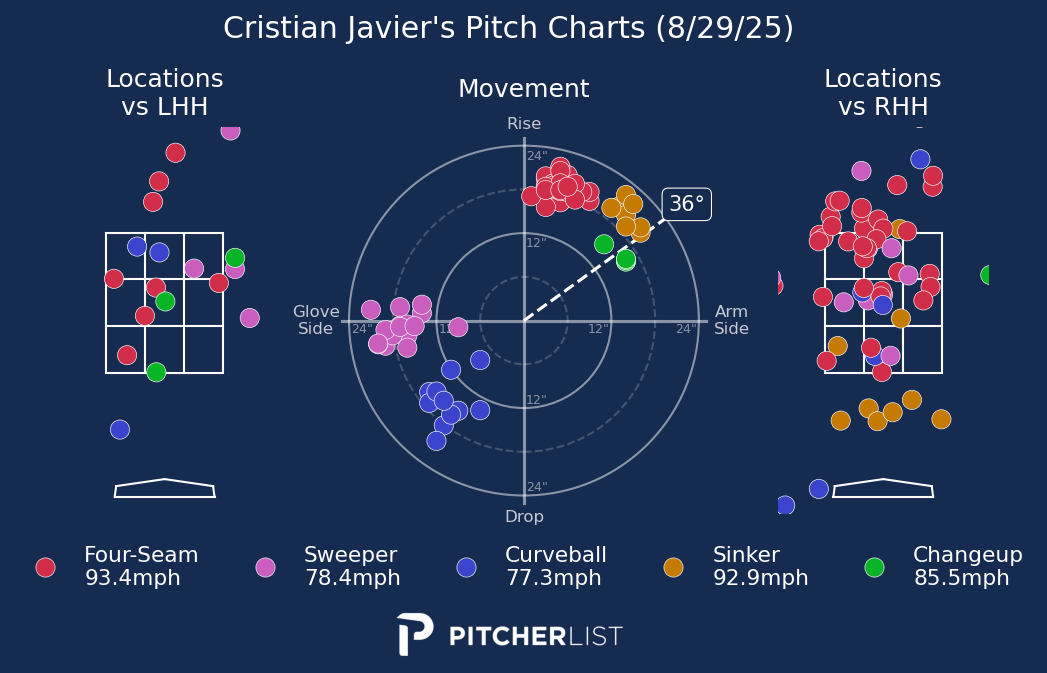 Cristian Javier's Pitch Charts (8/29/25)
Locations
vs LHH
Movement
Locations
vs RHH
Rise
24"
12"
36°
Glove
Side
24"
12"
24"
Arm
Side
12"
24"
Drop
Four-Seam
93.4mph
Sweeper
78.4mph
Curveball
77.3mph
Sinker
92.9mph
Changeup
85.5mph
PITCHERLIST